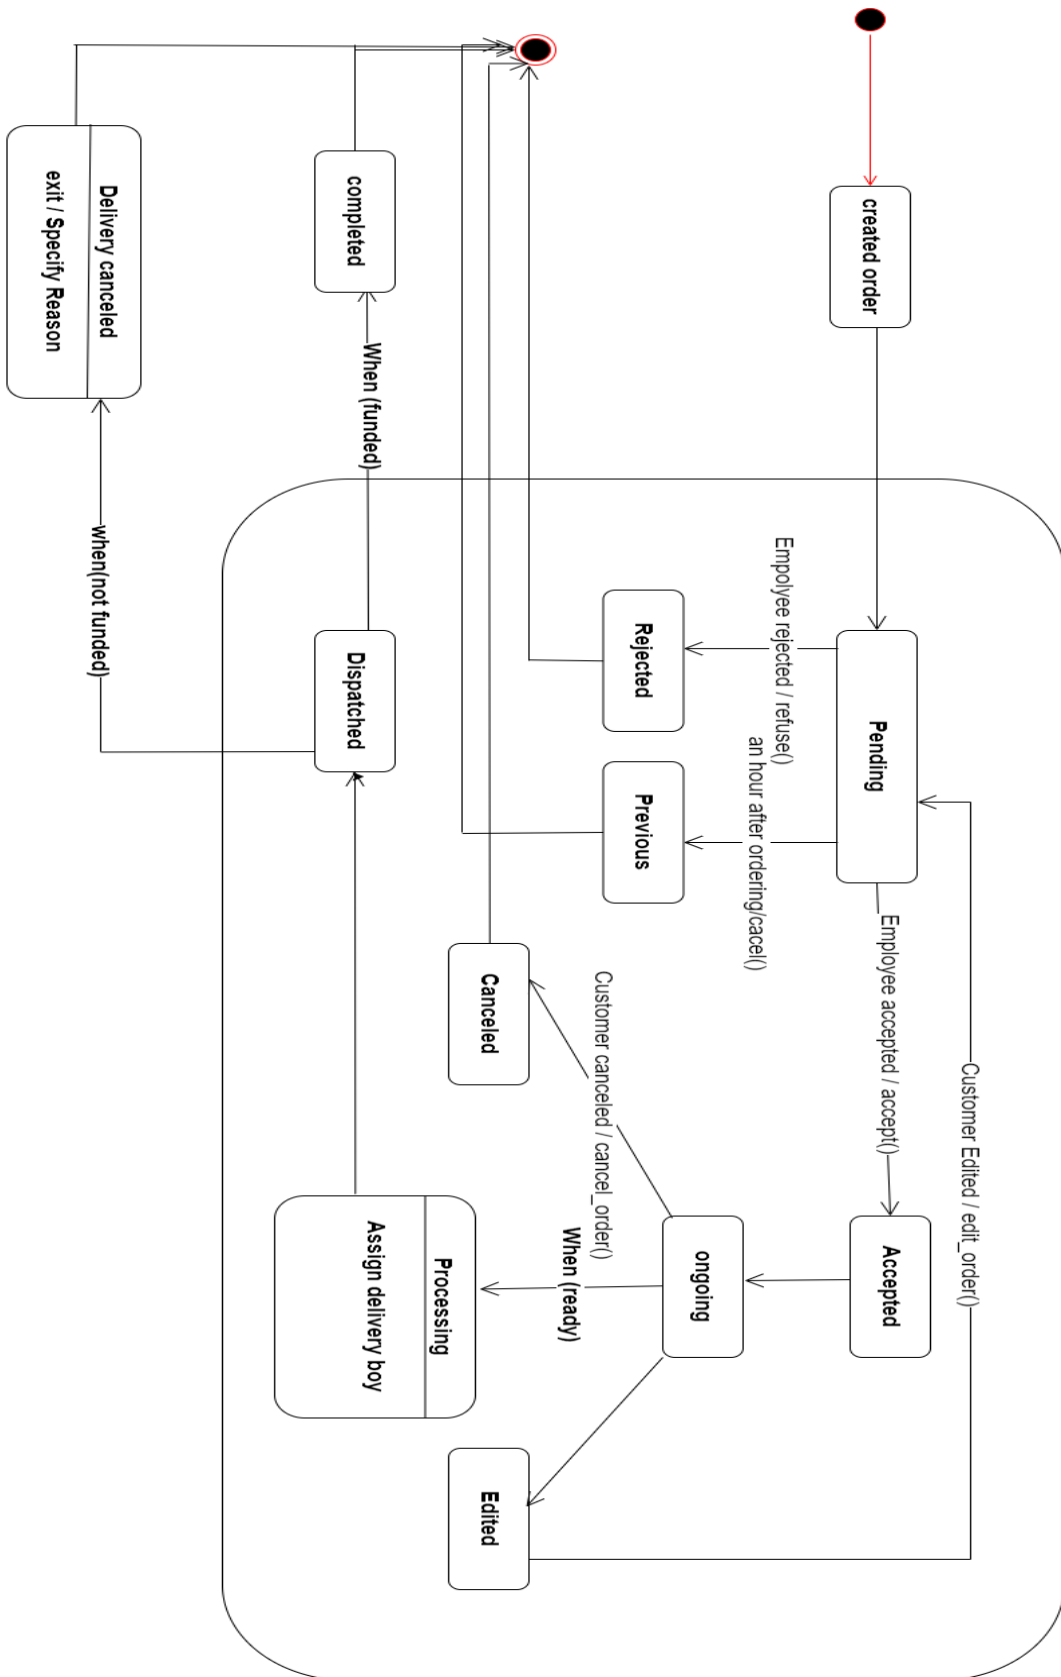 created order
Pending
Empolyee rejected / refuse()
an hour after ordering/cacel()
Employee accepted / accept()
Customer Edited / edit_order()
Accepted
Rejected
Previous
ongoing
Customer canceled / cancel_order()
When (ready)
Canceled
Processing
Assign delivery boy
Edited
Dispatched
When (funded)
completed
when(not funded)
Delivery canceled
exit / Specify Reason